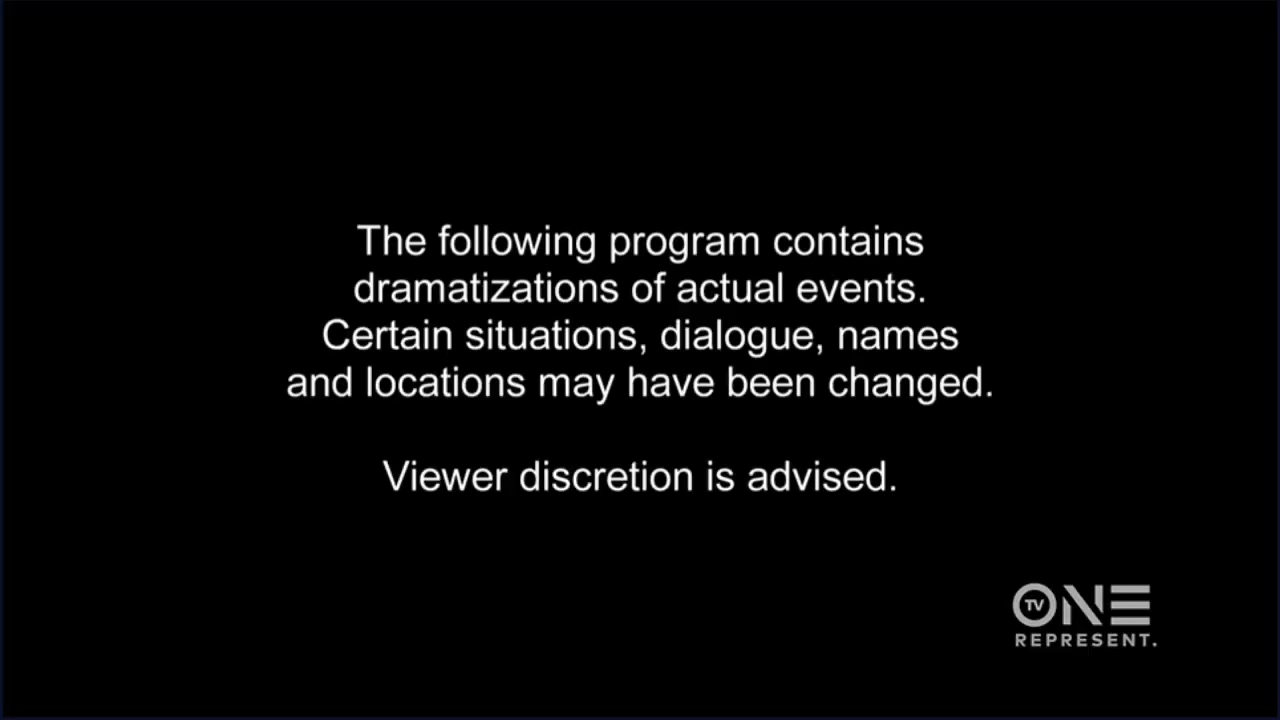 The following program contains
dramatizations of actual events.
Certain situations, dialogue, names
and locations may have been changed.
Viewer discretion is advised.
TV ONE
REPRESENT.